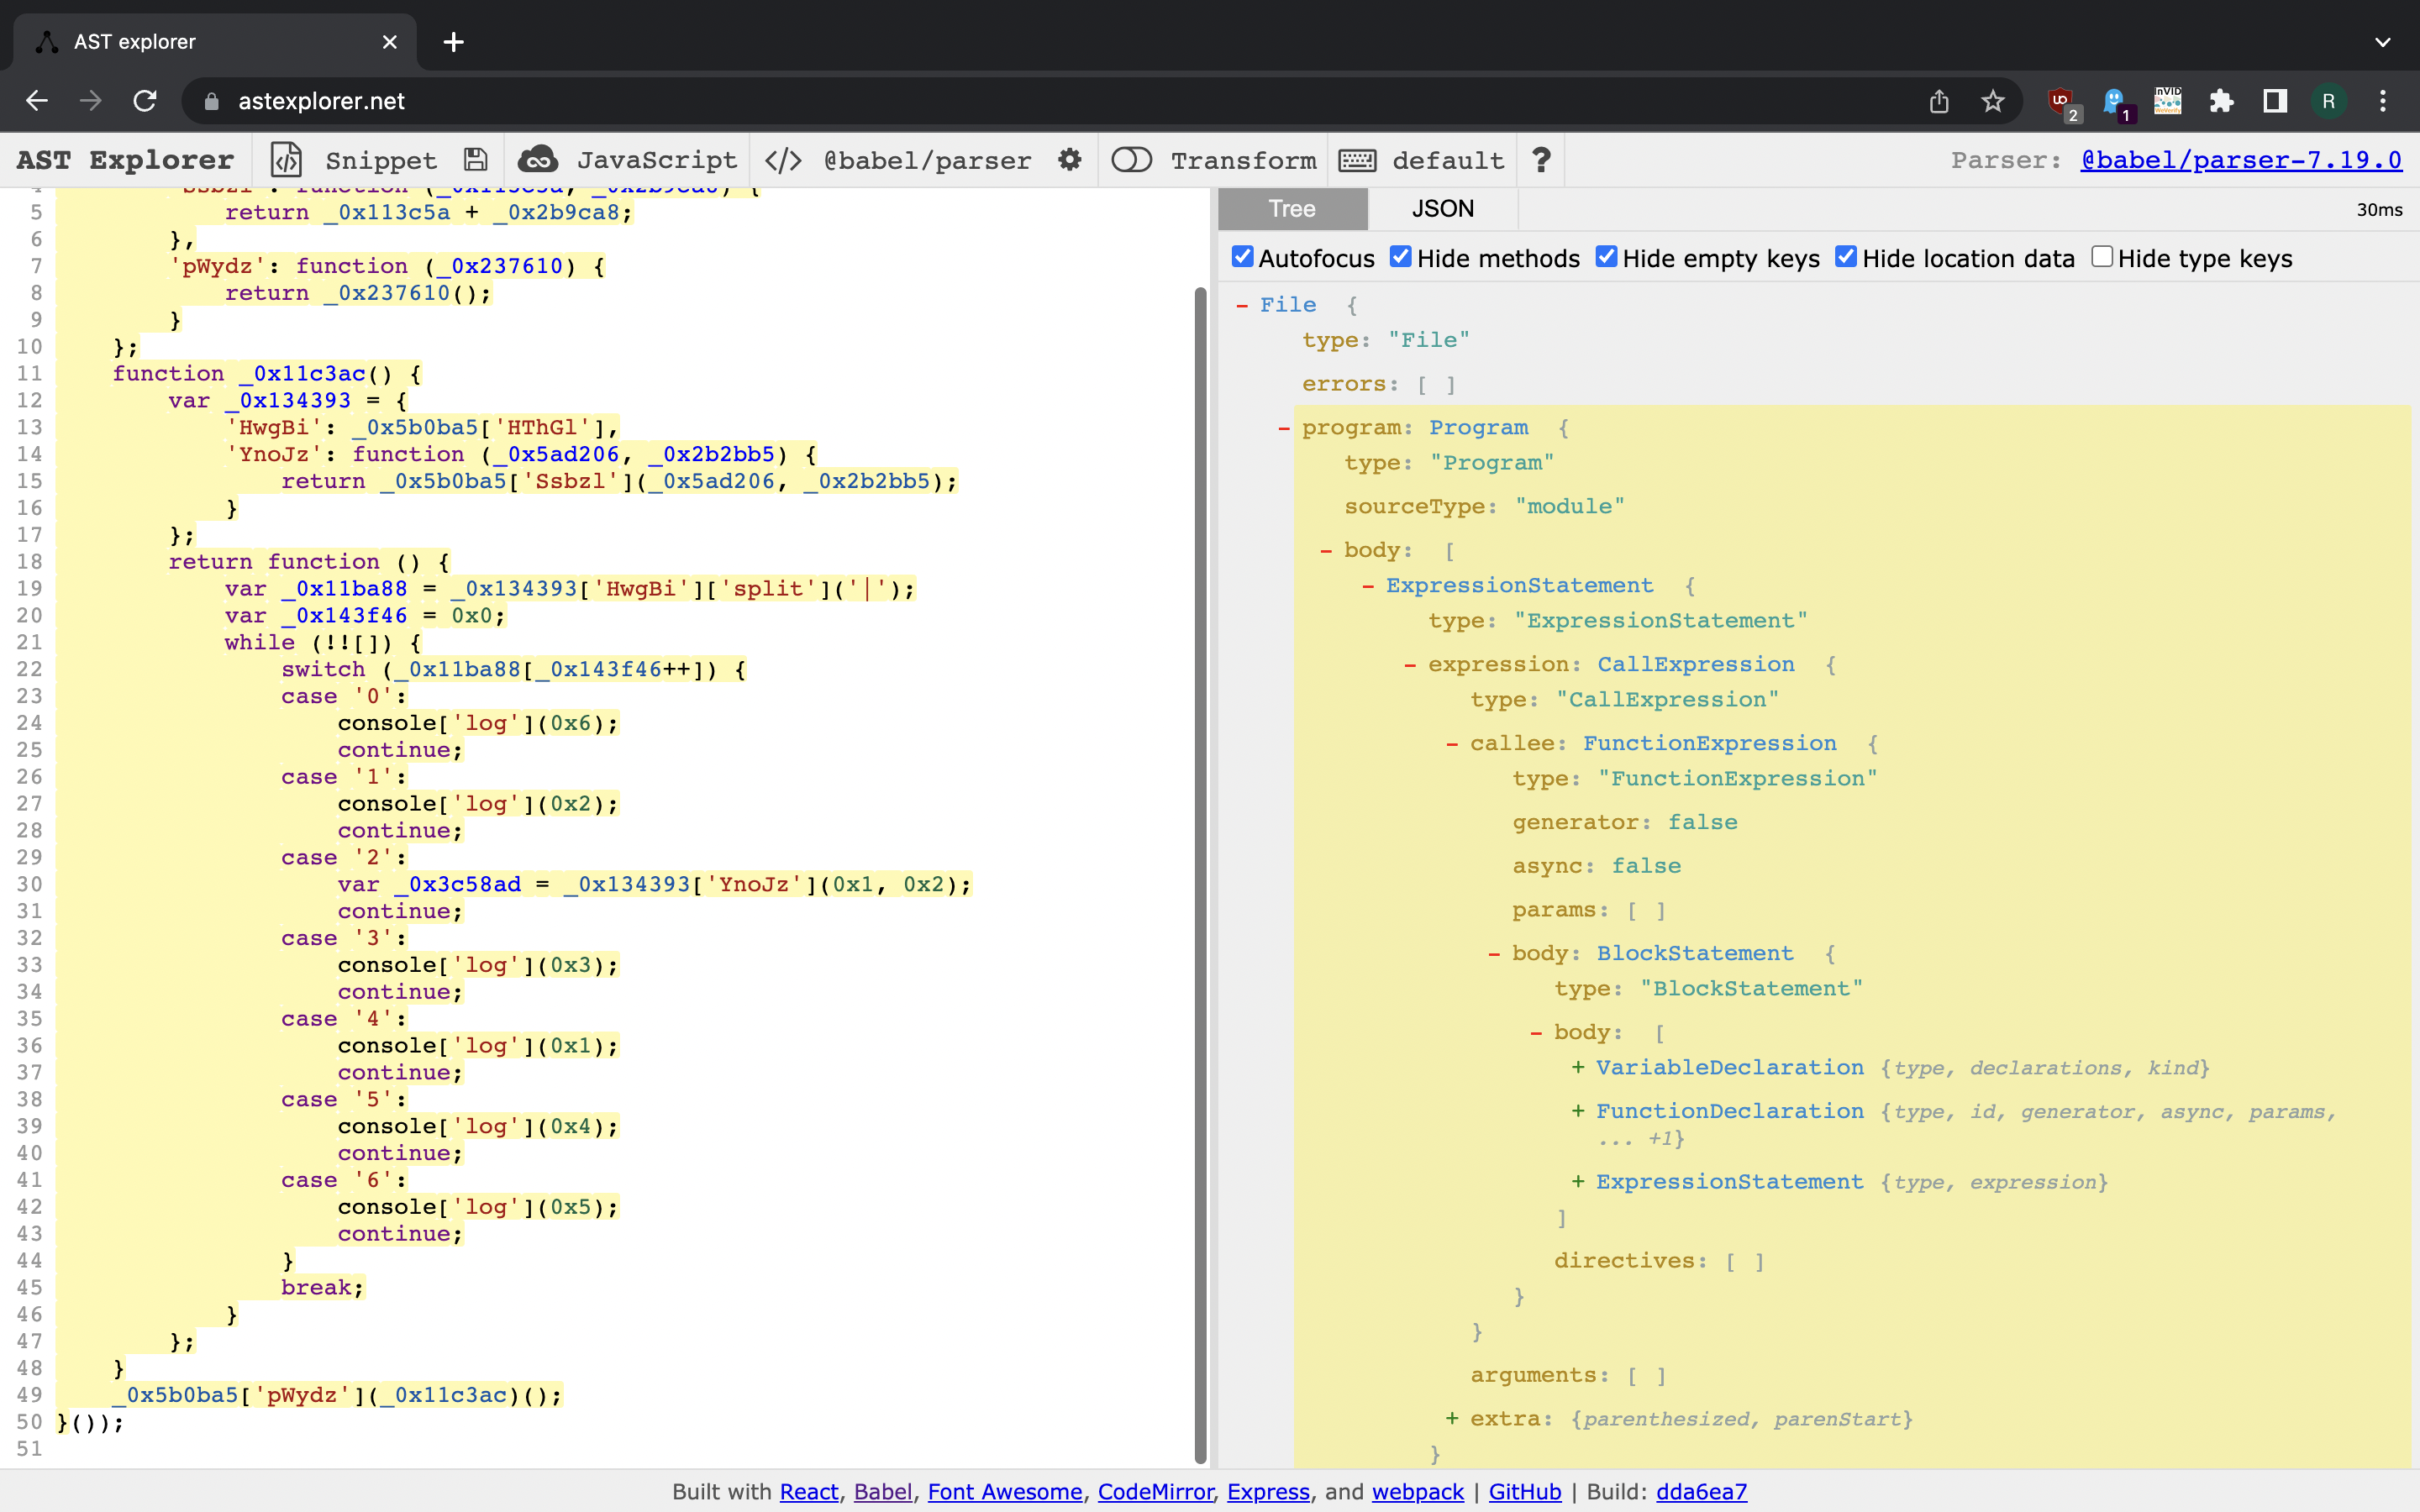 AST explorer
astexplorer.net
2
1
R
AST Explorer Snippet JavaScript </> @babel/parser Transform default ? Parser: @babel/parser-7.19.0
5 return _0x113c5a + _0x2b9ca8;
6 },
7 'pWydz': function (_0x237610) {
8 return _0x237610();
9 }
10 };
11 function _0x11c3ac() {
12 var _0x134393 = {
13 'HwgBi': _0x5b0ba5['HThGl'],
14 'YnoJz': function (_0x5ad206, _0x2b2bb5) {
15 return _0x5b0ba5['Ssbzl'](_0x5ad206, _0x2b2bb5);
16 }
17 };
18 return function () {
19 var _0x11ba88 = _0x134393['HwgBi']['split']('|');
20 var _0x143f46 = 0x0;
21 while (!![]) {
22 switch (_0x11ba88[_0x143f46++]) {
23 case '0':
24 console['log'](0x6);
25 continue;
26 case '1':
27 console['log'](0x2);
28 continue;
29 case '2':
30 var _0x3c58ad = _0x134393['YnoJz'](0x1, 0x2);
31 continue;
32 case '3':
33 console['log'](0x3);
34 continue;
35 case '4':
36 console['log'](0x1);
37 continue;
38 case '5':
39 console['log'](0x4);
40 continue;
41 case '6':
42 console['log'](0x5);
43 continue;
44 }
45 break;
46 }
47 };
48 }
49 _0x5b0ba5['pWydz'](_0x11c3ac)();
50 }());
51
Tree JSON 30ms
Autofocus Hide methods Hide empty keys Hide location data Hide type keys
- File {
type: "File"
errors: [ ]
- program: Program {
type: "Program"
sourceType: "module"
- body: [
- ExpressionStatement {
type: "ExpressionStatement"
- expression: CallExpression {
type: "CallExpression"
- callee: FunctionExpression {
type: "FunctionExpression"
generator: false
async: false
params: [ ]
- body: BlockStatement {
type: "BlockStatement"
- body: [
+ VariableDeclaration {type, declarations, kind}
+ FunctionDeclaration {type, id, generator, async, params,
... +1}
+ ExpressionStatement {type, expression}
]
directives: [ ]
}
}
arguments: [ ]
+ extra: {parenthesized, parenStart}
}
Built with React, Babel, Font Awesome, CodeMirror, Express, and webpack | GitHub | Build: dda6ea7